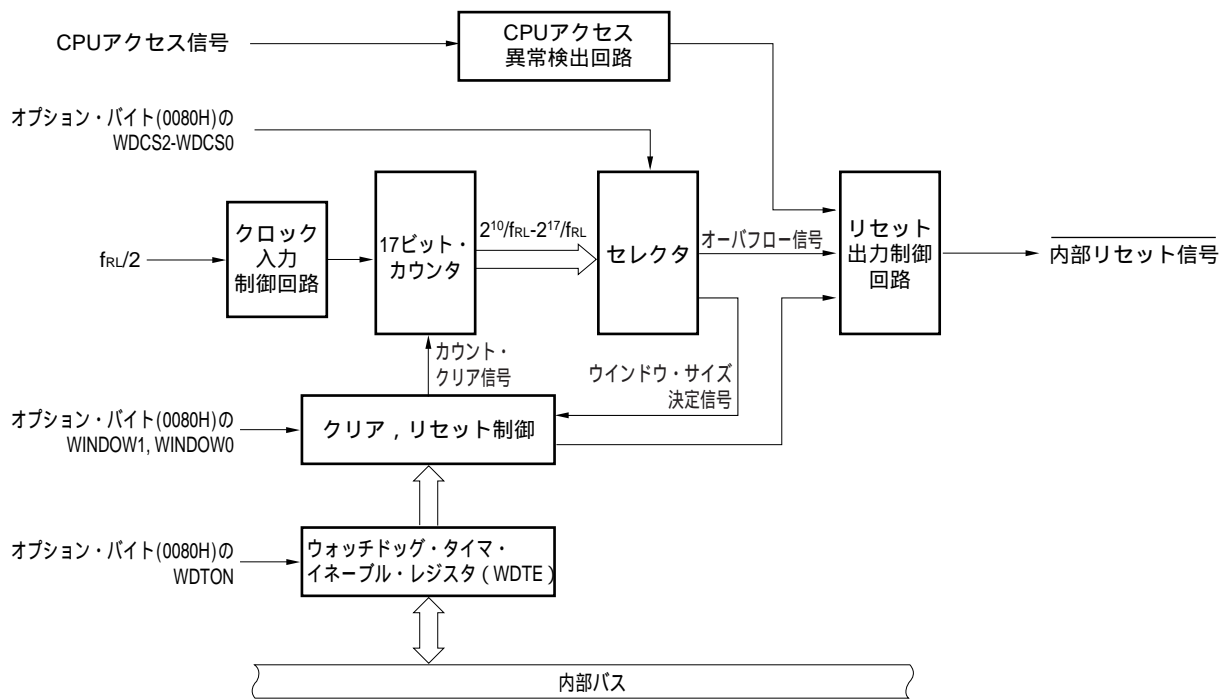 CPUアクセス信号
CPUアクセス
異常検出回路
オプション・バイト(0080H)の
WDCS2-WDCS0
fRL/2
クロック
入力
制御回路
17ビット・
カウンタ
2^10/fRL-2^17/fRL
セレクタ
オーバフロー信号
リセット
出力制御
回路
内部リセット信号
カウント・
クリア信号
ウインドウ・サイズ
決定信号
オプション・バイト(0080H)の
WINDOW1, WINDOW0
クリア，リセット制御
オプション・バイト(0080H)の
WDTON
ウォッチドッグ・タイマ・
イネーブル・レジスタ（WDTE）
内部バス